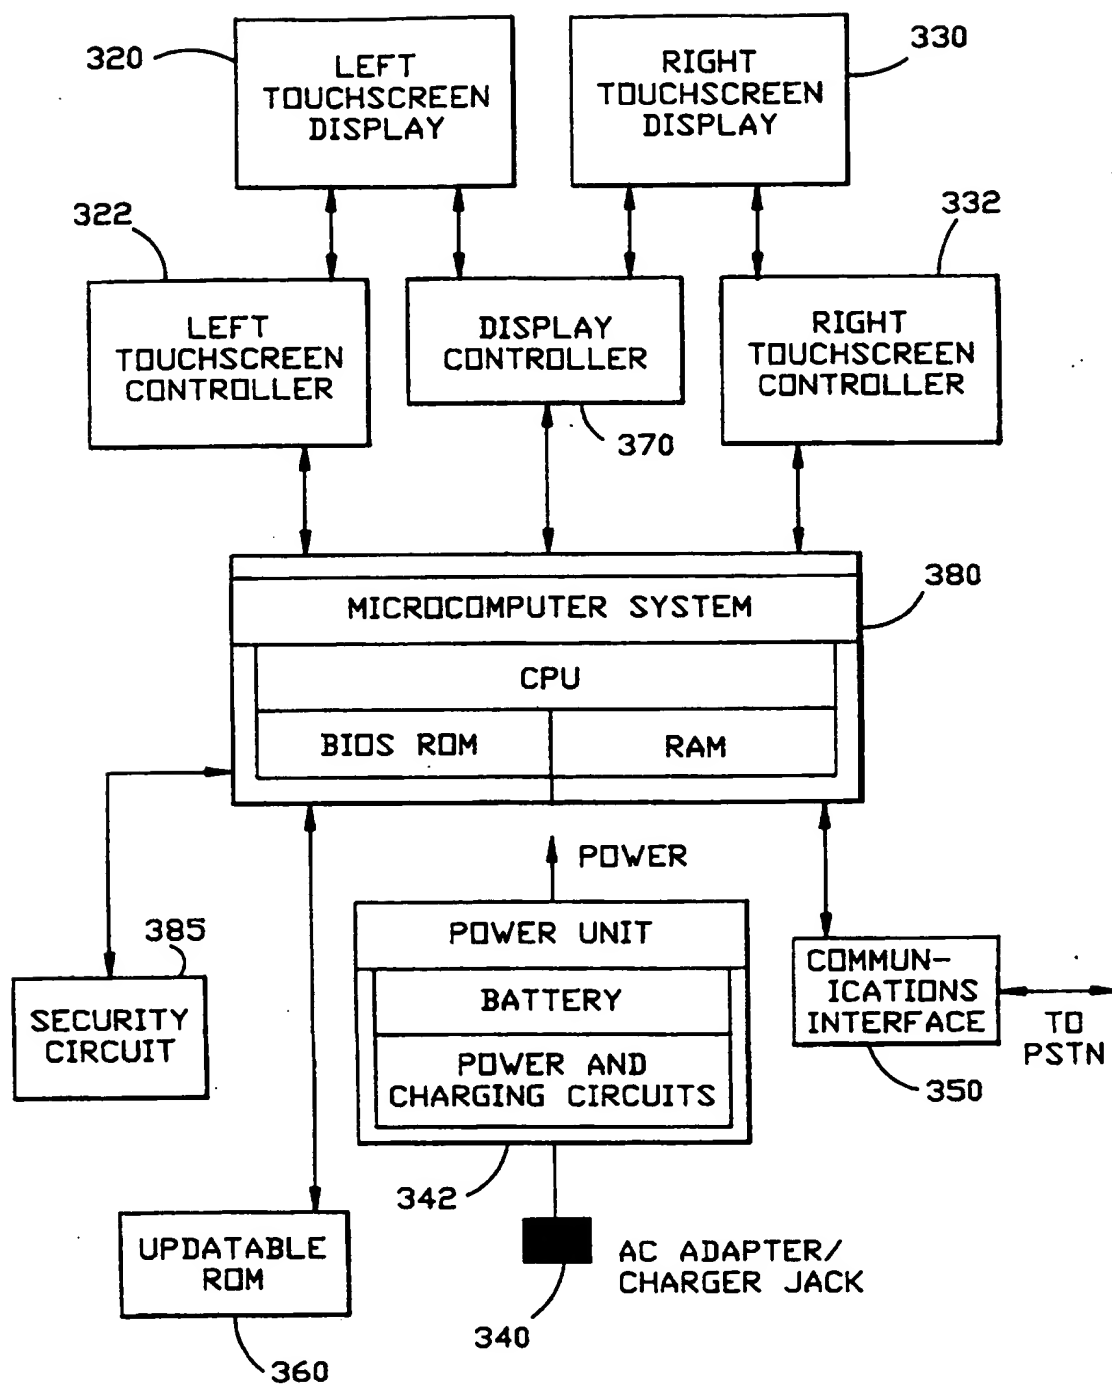 320
LEFT
TOUCHSCREEN
DISPLAY
RIGHT
TOUCHSCREEN
DISPLAY
330
322
LEFT
TOUCHSCREEN
CONTROLLER
DISPLAY
CONTROLLER
370
RIGHT
TOUCHSCREEN
CONTROLLER
332
MICROCOMPUTER SYSTEM
380
CPU
BIOS ROM
RAM
POWER
385
SECURITY
CIRCUIT
POWER UNIT
BATTERY
POWER AND
CHARGING CIRCUITS
342
COMMUN-
ICATIONS
INTERFACE
350
TO
PSTN
UPDATABLE
ROM
360
AC ADAPTER/
CHARGER JACK
340